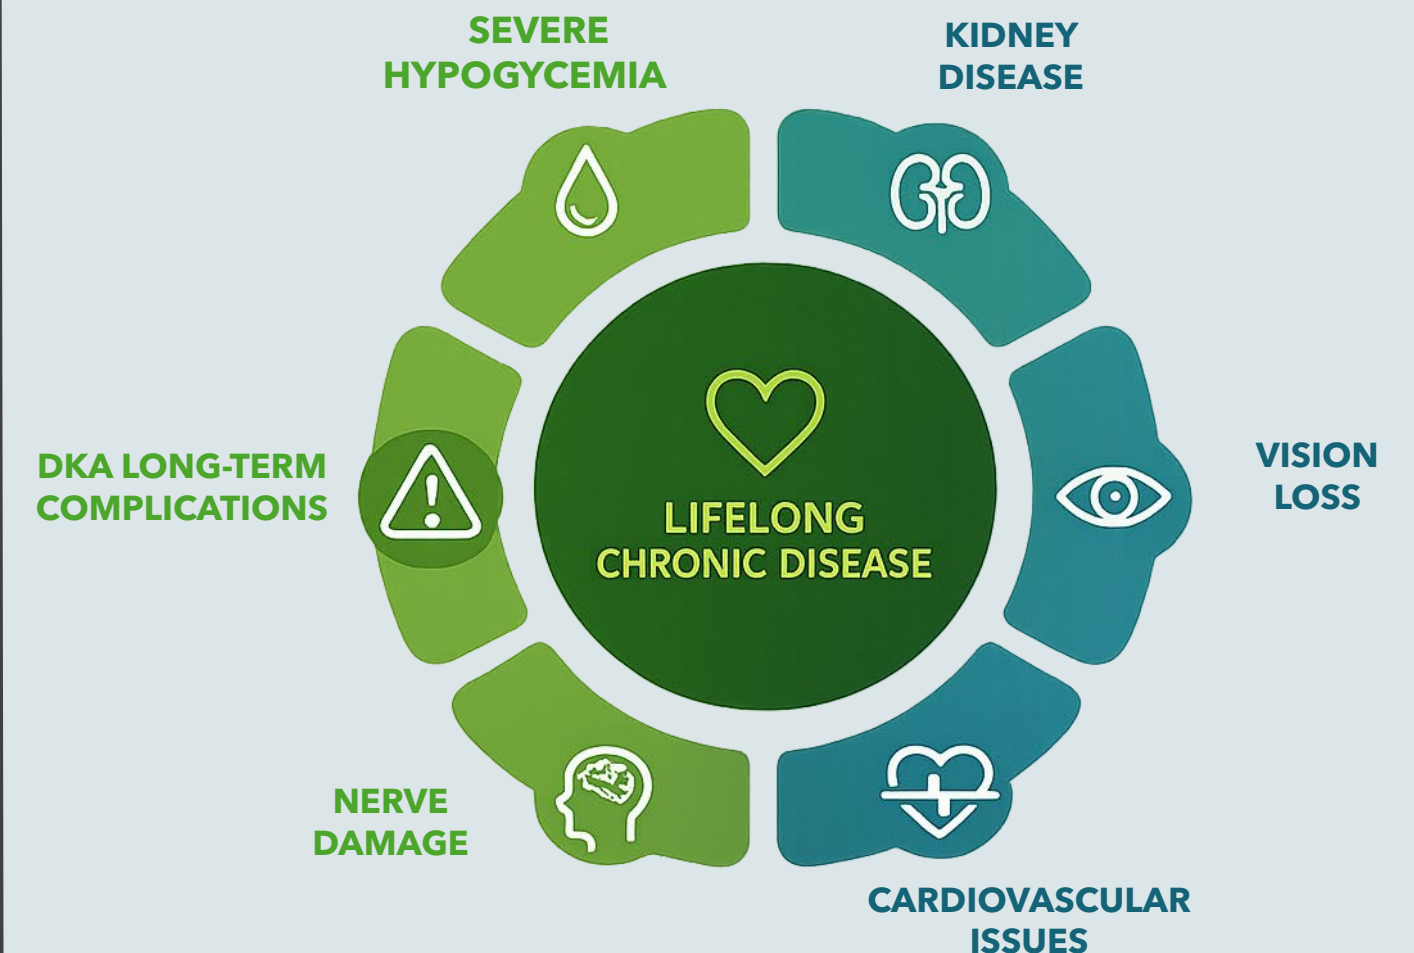 SEVERE
HYPOGYCEMIA
KIDNEY
DISEASE
DKA LONG-TERM
COMPLICATIONS
LIFELONG
CHRONIC DISEASE
VISION
LOSS
NERVE
DAMAGE
CARDIOVASCULAR
ISSUES